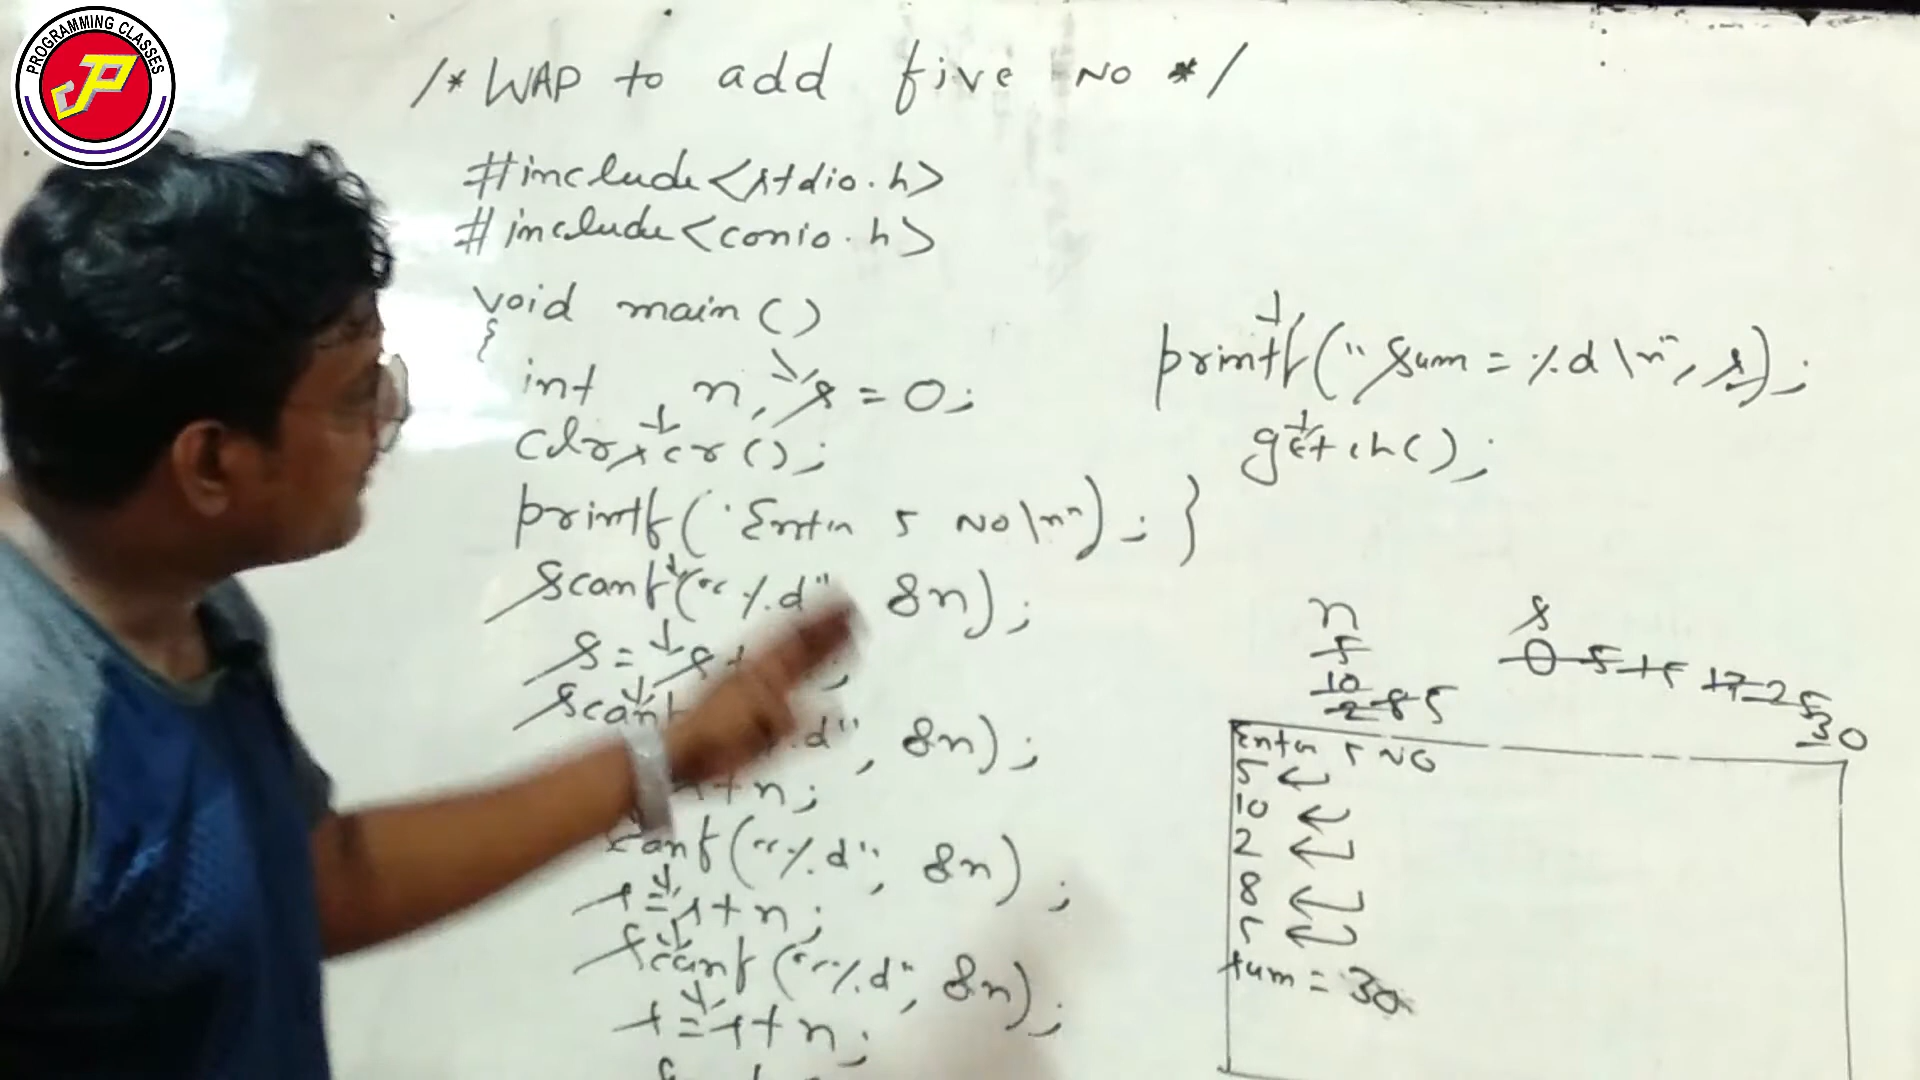 PROGRAMMING CLASSES
JP
/* WAP to add five No */
#include<stdio.h>
#include<conio.h>
void main()
{
int n, s = 0;
clrscr();
printf("Enter 5 No\n");
scanf("%d", &n);
s = s+
scanf %d", &n);
+n;
scanf("%d", &n);
s=s+n;
scanf("%d", &n);
s=s+n;
printf("Sum = %d\n", s);
getch();
}
n s
5 0 5 15 17 25 30
10
2 8 5
Enter 5 No
5
10
2
8
5
sum = 30